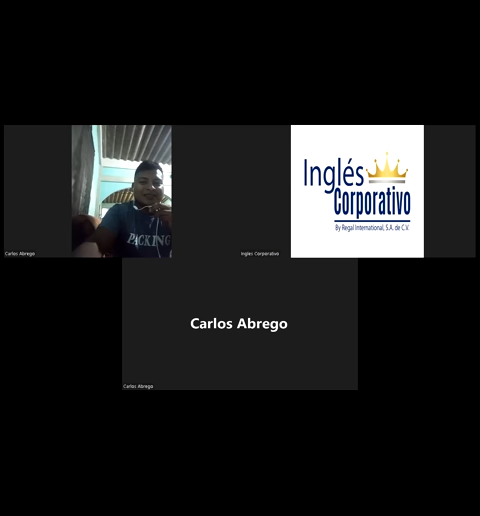 PACKING
Inglés
Corporativo
By Regal International, S.A. de C.V.
Carlos Abrego
Inglés Corporativo
Carlos Abrego
Carlos Abrego